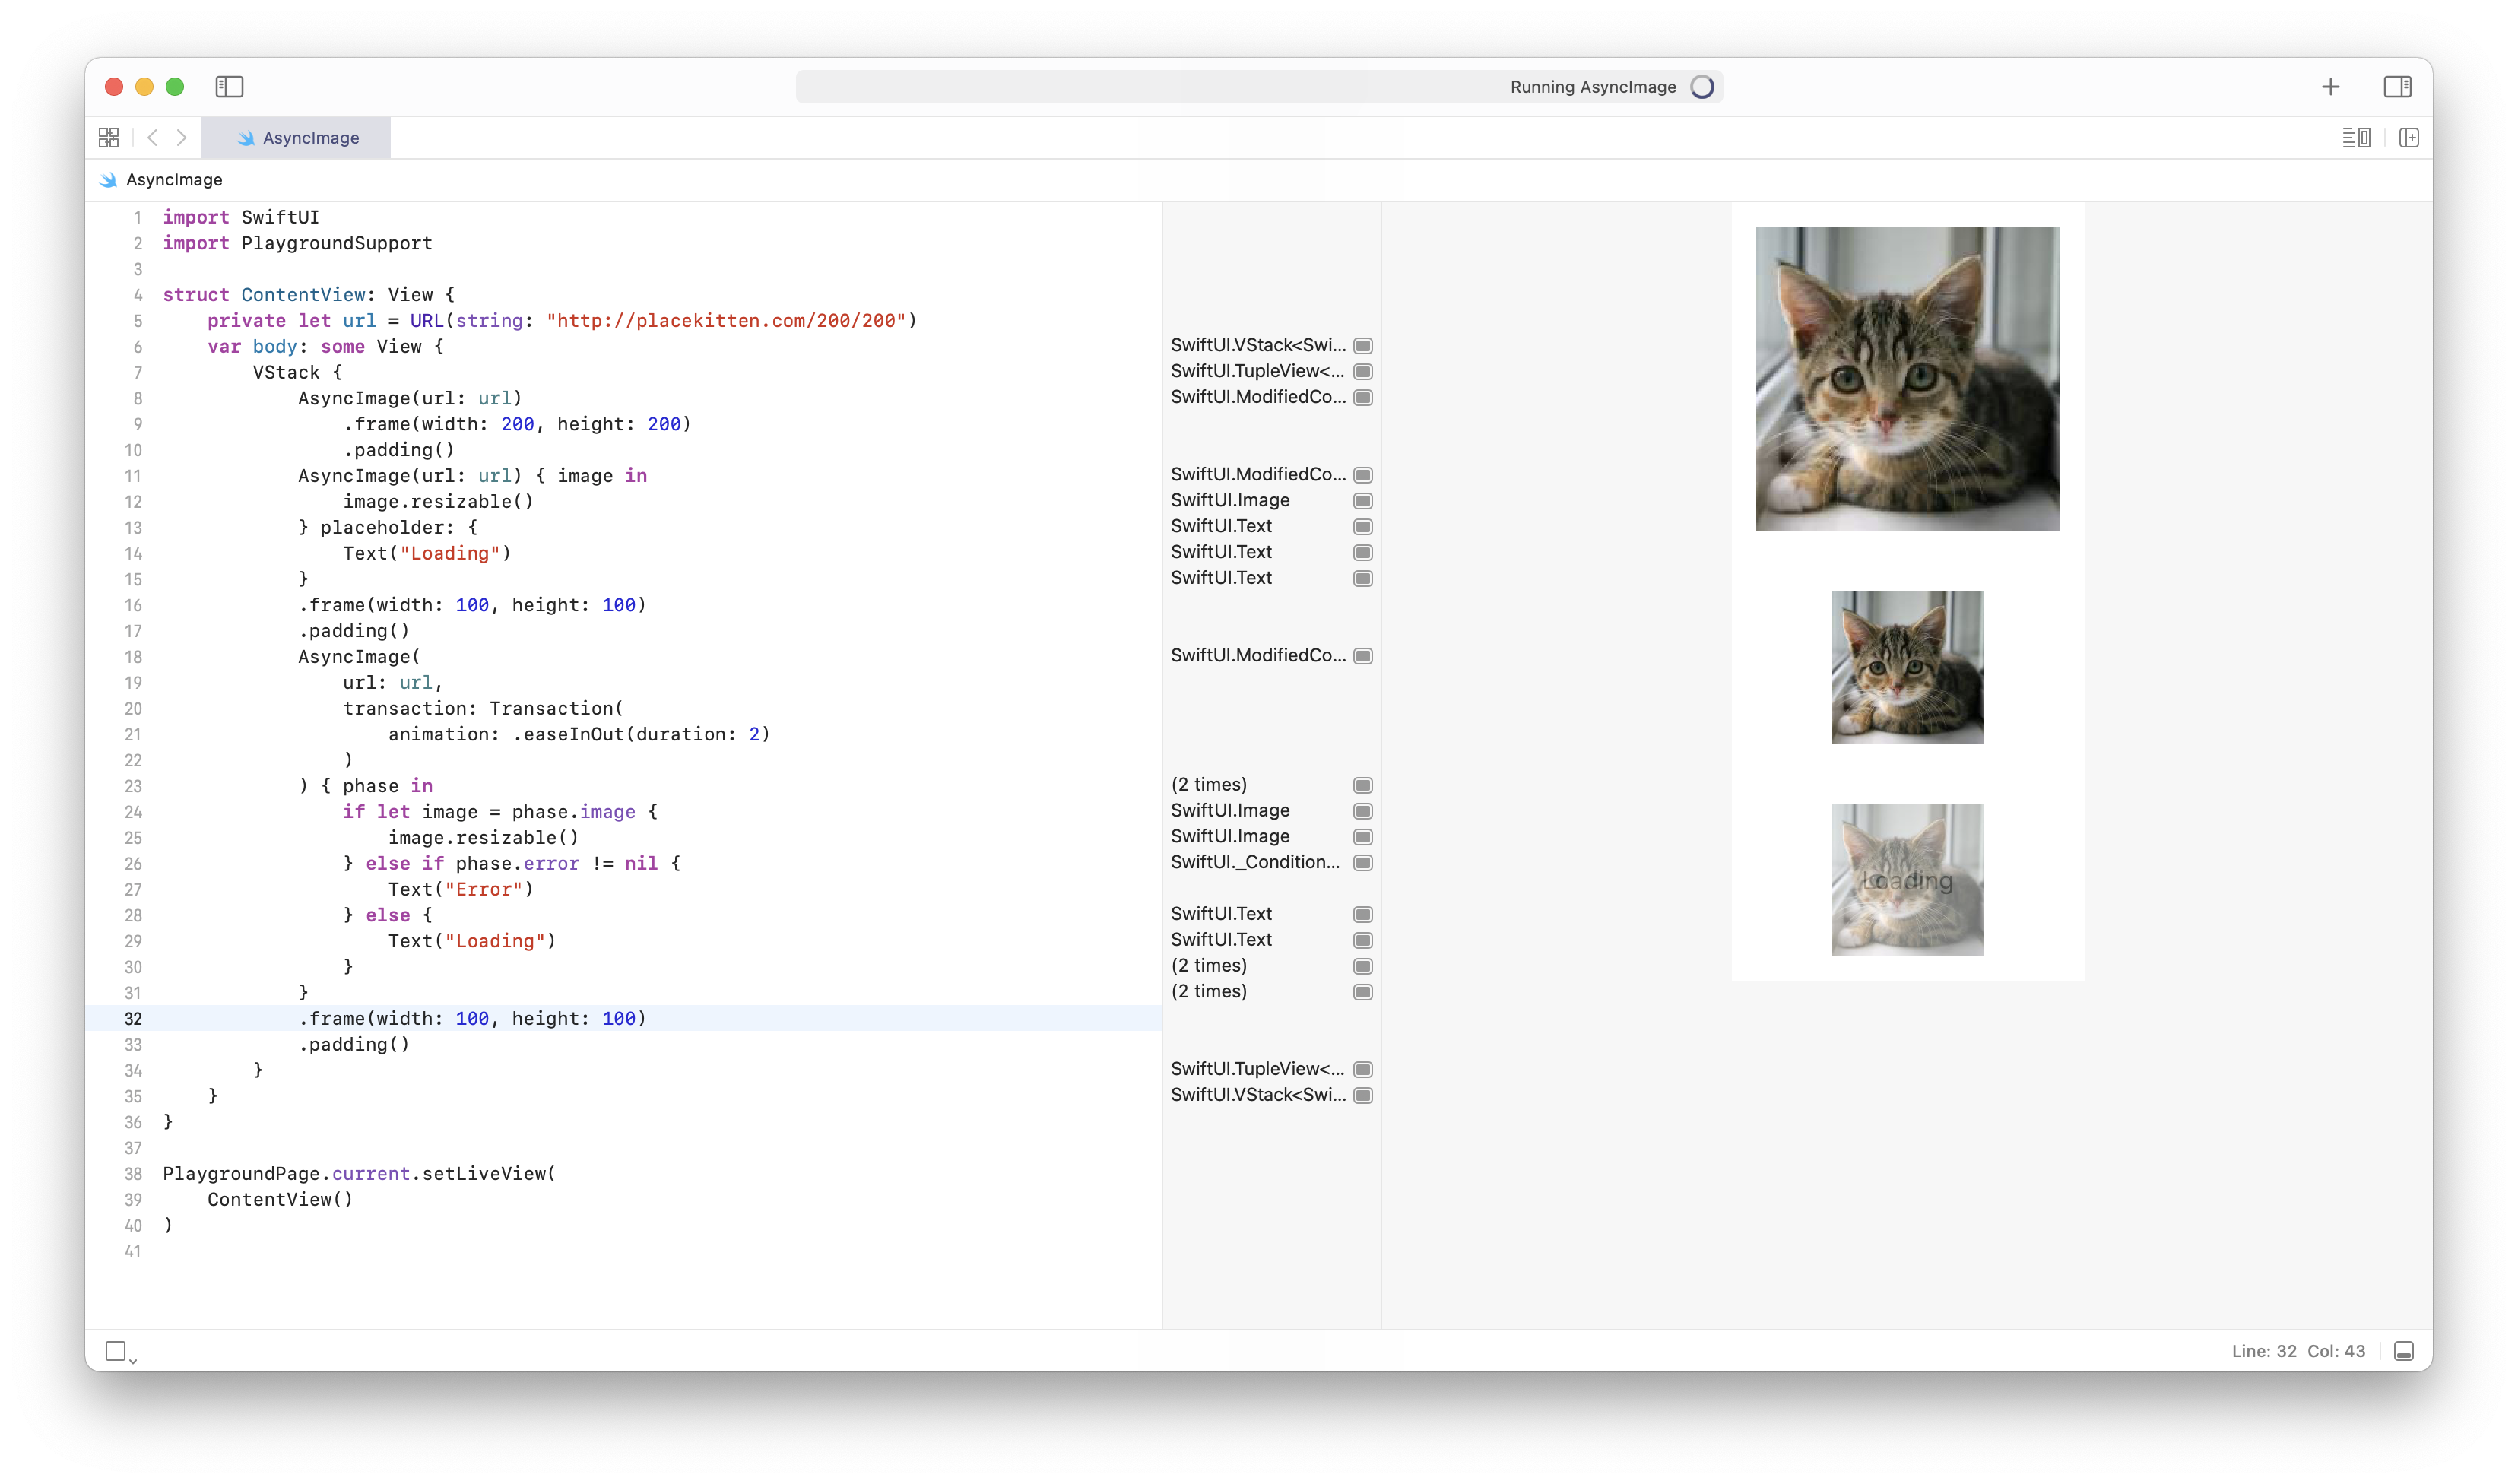 Running AsyncImage
AsyncImage
AsyncImage
1 import SwiftUI
2 import PlaygroundSupport
3
4 struct ContentView: View {
5     private let url = URL(string: "http://placekitten.com/200/200")
6     var body: some View {
7         VStack {
8             AsyncImage(url: url)
9                 .frame(width: 200, height: 200)
10                 .padding()
11             AsyncImage(url: url) { image in
12                 image.resizable()
13             } placeholder: {
14                 Text("Loading")
15             }
16             .frame(width: 100, height: 100)
17             .padding()
18             AsyncImage(
19                 url: url,
20                 transaction: Transaction(
21                     animation: .easeInOut(duration: 2)
22                 )
23             ) { phase in
24                 if let image = phase.image {
25                     image.resizable()
26                 } else if phase.error != nil {
27                     Text("Error")
28                 } else {
29                     Text("Loading")
30                 }
31             }
32             .frame(width: 100, height: 100)
33             .padding()
34         }
35     }
36 }
37
38 PlaygroundPage.current.setLiveView(
39     ContentView()
40 )
41
SwiftUI.VStack<Swi...
SwiftUI.TupleView<...
SwiftUI.ModifiedCo...
SwiftUI.ModifiedCo...
SwiftUI.Image
SwiftUI.Text
SwiftUI.Text
SwiftUI.Text
SwiftUI.ModifiedCo...
(2 times)
SwiftUI.Image
SwiftUI.Image
SwiftUI._Condition...
SwiftUI.Text
SwiftUI.Text
(2 times)
(2 times)
SwiftUI.TupleView<...
SwiftUI.VStack<Swi...
Loading
Line: 32 Col: 43